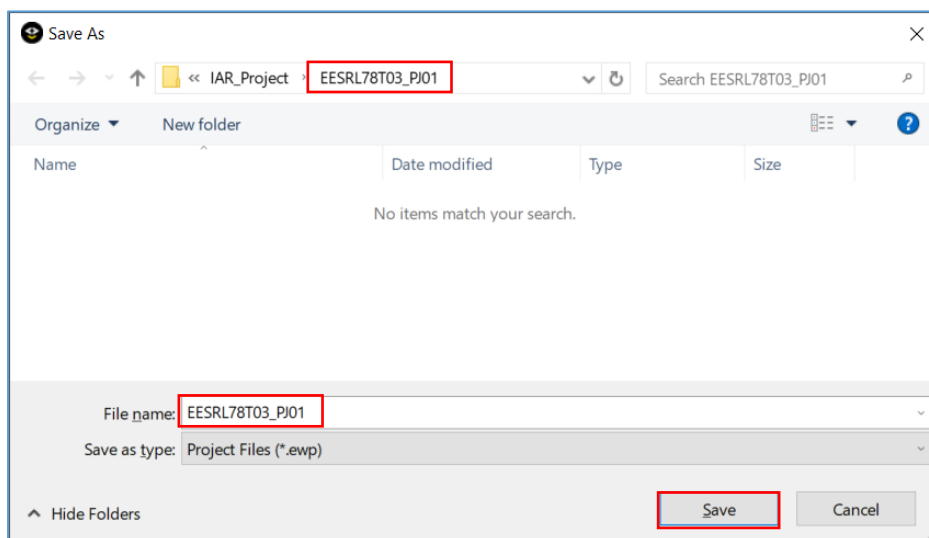 Save As
« IAR_Project › EESRL78T03_PJ01
Search EESRL78T03_PJ01
Organize
New folder
?
Name
Date modified
Type
Size
No items match your search.
File name: EESRL78T03_PJ01
Save as type: Project Files (*.ewp)
Hide Folders
Save
Cancel